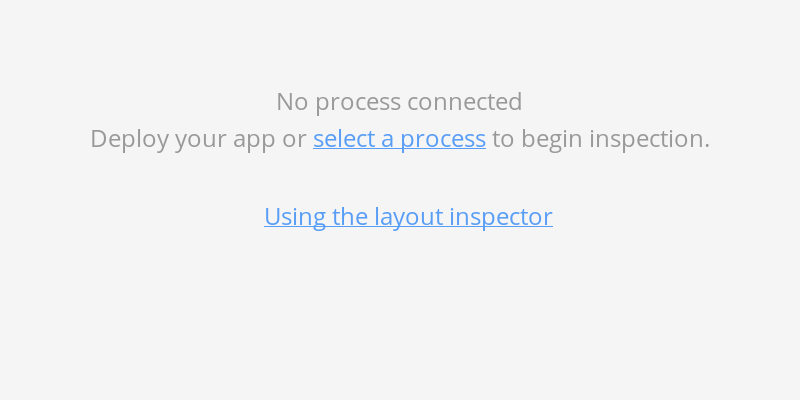 No process connected
Deploy your app or select a process to begin inspection.
Using the layout inspector